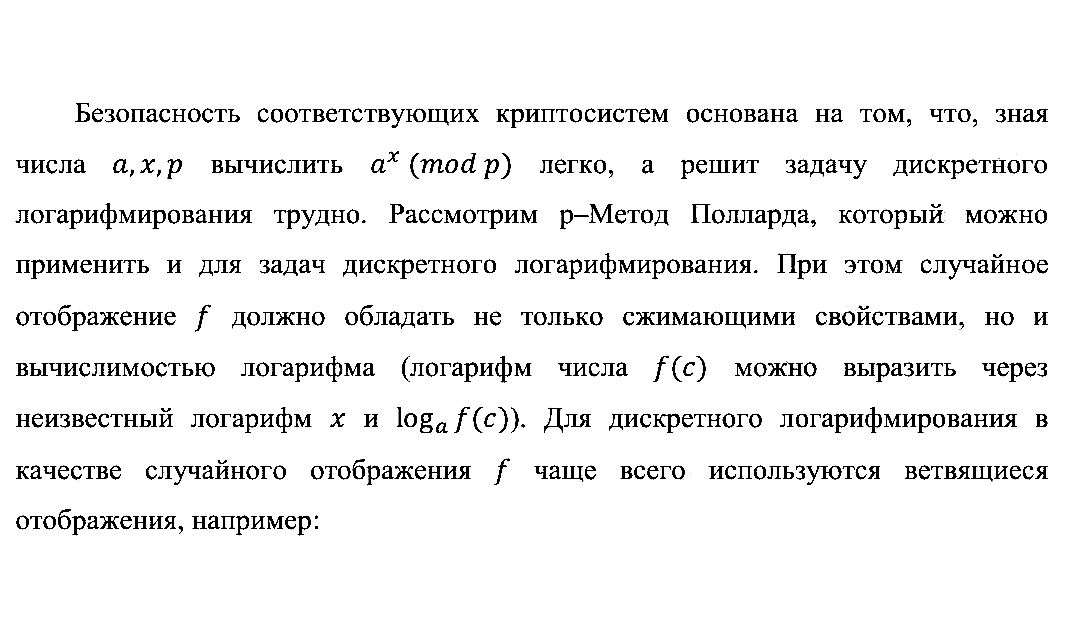 Безопасность соответствующих криптосистем основана на том, что, зная
числа a, x, p вычислить aˣ (mod p) легко, а решит задачу дискретного
логарифмирования трудно. Рассмотрим р–Метод Полларда, который можно
применить и для задач дискретного логарифмирования. При этом случайное
отображение f должно обладать не только сжимающими свойствами, но и
вычислимостью логарифма (логарифм числа f(c) можно выразить через
неизвестный логарифм x и logₐ f(c)). Для дискретного логарифмирования в
качестве случайного отображения f чаще всего используются ветвящиеся
отображения, например: